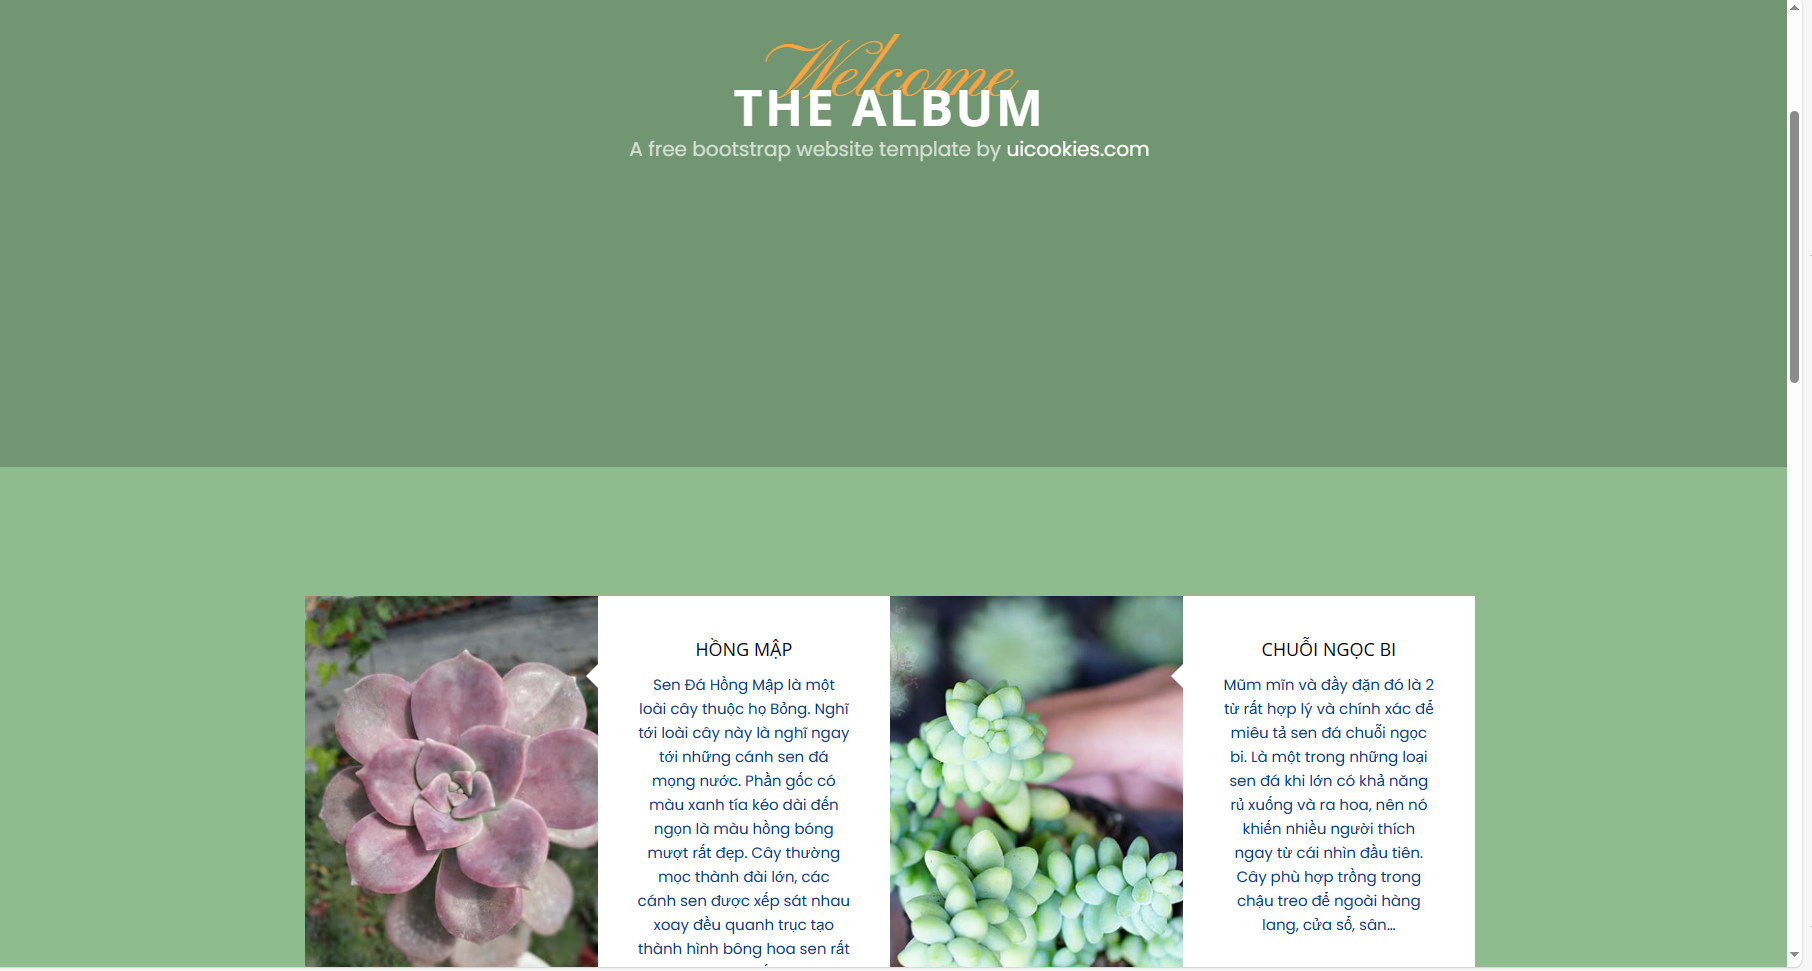 Welcome
THE ALBUM
A free bootstrap website template by uicookies.com
HỒNG MẬP
Sen Đá Hồng Mập là một
loài cây thuộc họ Bỏng. Nghĩ
tới loài cây này là nghĩ ngay
tới những cánh sen đá
mọng nước. Phần gốc có
màu xanh tía kéo dài đến
ngọn là màu hồng bóng
mượt rất đẹp. Cây thường
mọc thành đài lớn, các
cánh sen được xếp sát nhau
xoay đều quanh trục tạo
thành hình bông hoa sen rất
CHUỖI NGỌC BI
Mũm mĩn và đầy đặn đó là 2
từ rất hợp lý và chính xác để
miêu tả sen đá chuỗi ngọc
bi. Là một trong những loại
sen đá khi lớn có khả năng
rủ xuống và ra hoa, nên nó
khiến nhiều người thích
ngay từ cái nhìn đầu tiên.
Cây phù hợp trồng trong
chậu treo để ngoài hàng
lang, cửa sổ, sân...